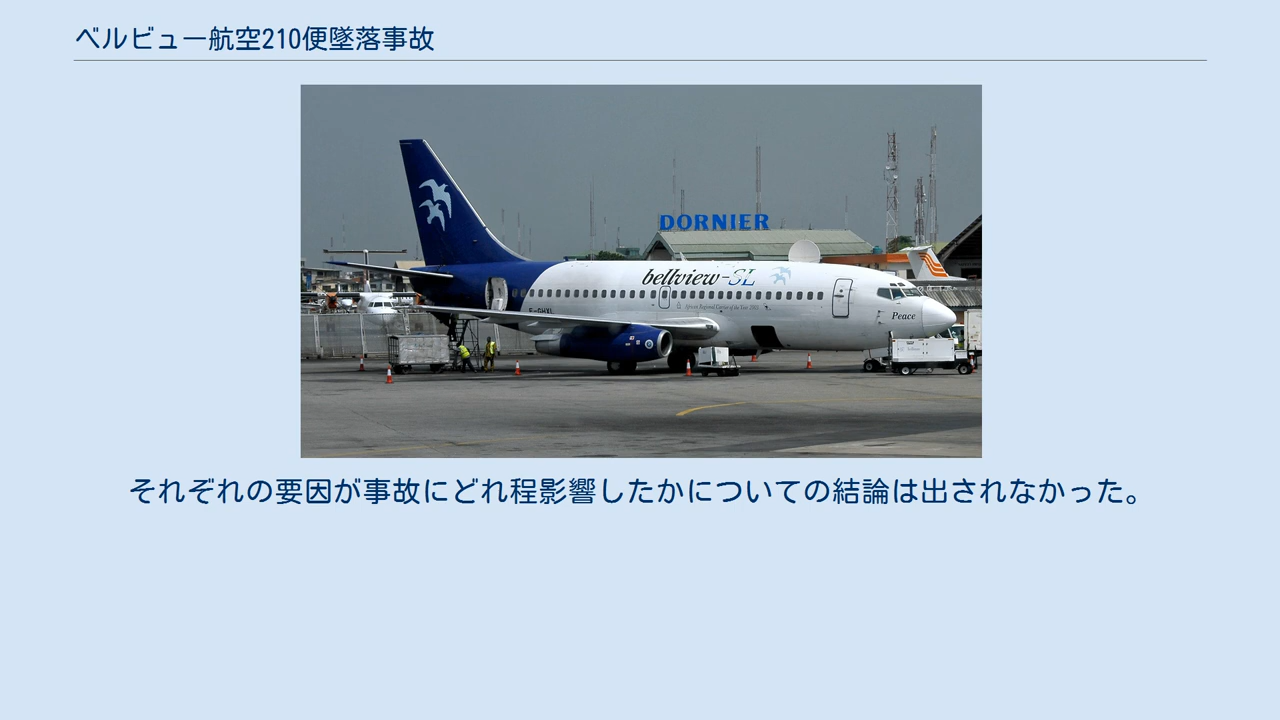 ベルビュー航空210便墜落事故
DORNIER
bellview-SL
Peace
それぞれの要因が事故にどれ程影響したかについての結論は出されなかった。